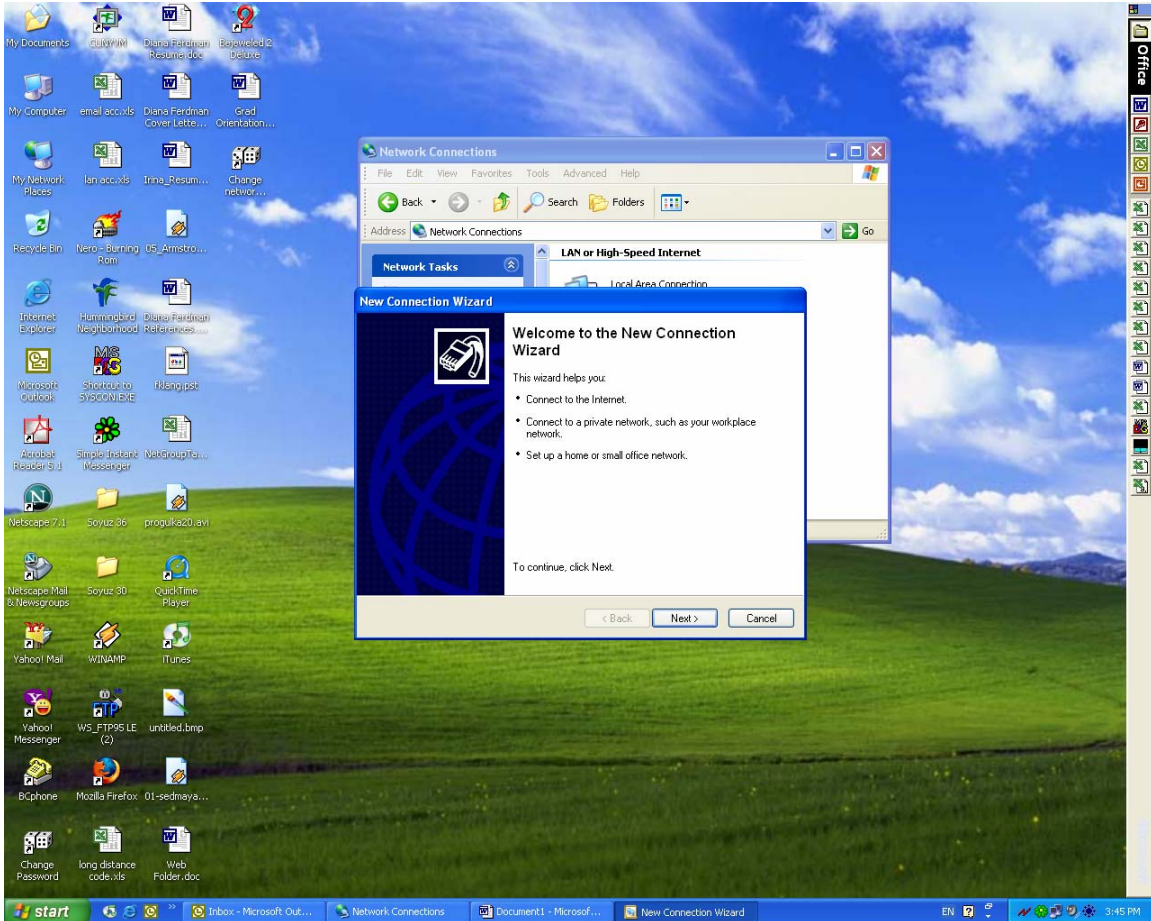 My Documents
Diana Ferdman
Resume.doc
Bejeweled 2
Deluxe
My Computer
email acc.xls
Diana Ferdman
Cover Lette...
Grad
Orientation...
My Network
Places
lan acc.xls
Irina_Resum...
Change
networ...
Recycle Bin
Nero - Burning
Rom
05_Armstro...
Internet
Explorer
Hummingbird
Neighborhood
Diana Ferdman
References....
Microsoft
Outlook
Shortcut to
SYSCON.EXE
fklang.pst
Acrobat
Reader 5.1
Simple Instant
Messenger
NetGroupTa...
Netscape 7.1
Soyuz 36
progulka20.avi
Netscape Mail
& Newsgroups
Soyuz 30
QuickTime
Player
Yahoo! Mail
WINAMP
iTunes
Yahoo!
Messenger
WS_FTP95 LE
(2)
untitled.bmp
BCphone
Mozilla Firefox
01-sedmaya...
Change
Password
long distance
code.xls
Web
Folder.doc
Office
Network Connections
File Edit View Favorites Tools Advanced Help
Back Search Folders
Address Network Connections Go
Network Tasks
LAN or High-Speed Internet
Local Area Connection
New Connection Wizard
Welcome to the New Connection
Wizard
This wizard helps you:
• Connect to the Internet.
• Connect to a private network, such as your workplace
network.
• Set up a home or small office network.
To continue, click Next.
< Back Next > Cancel
start
Inbox - Microsoft Out...
Network Connections
Document1 - Microsof...
New Connection Wizard
EN
3:45 PM